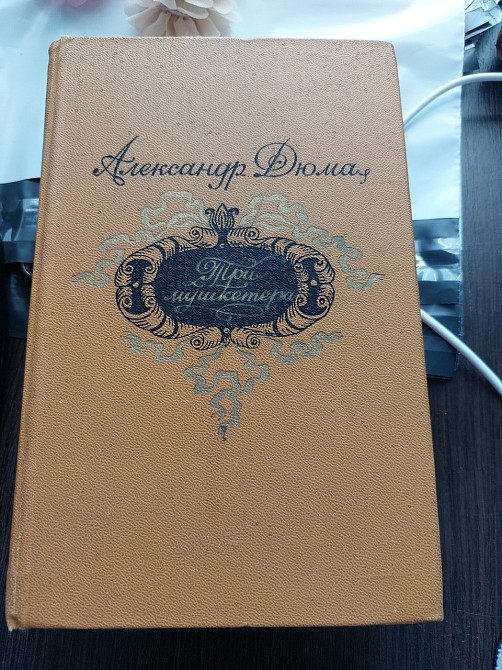 Александр Дюма
Три
мушкетера